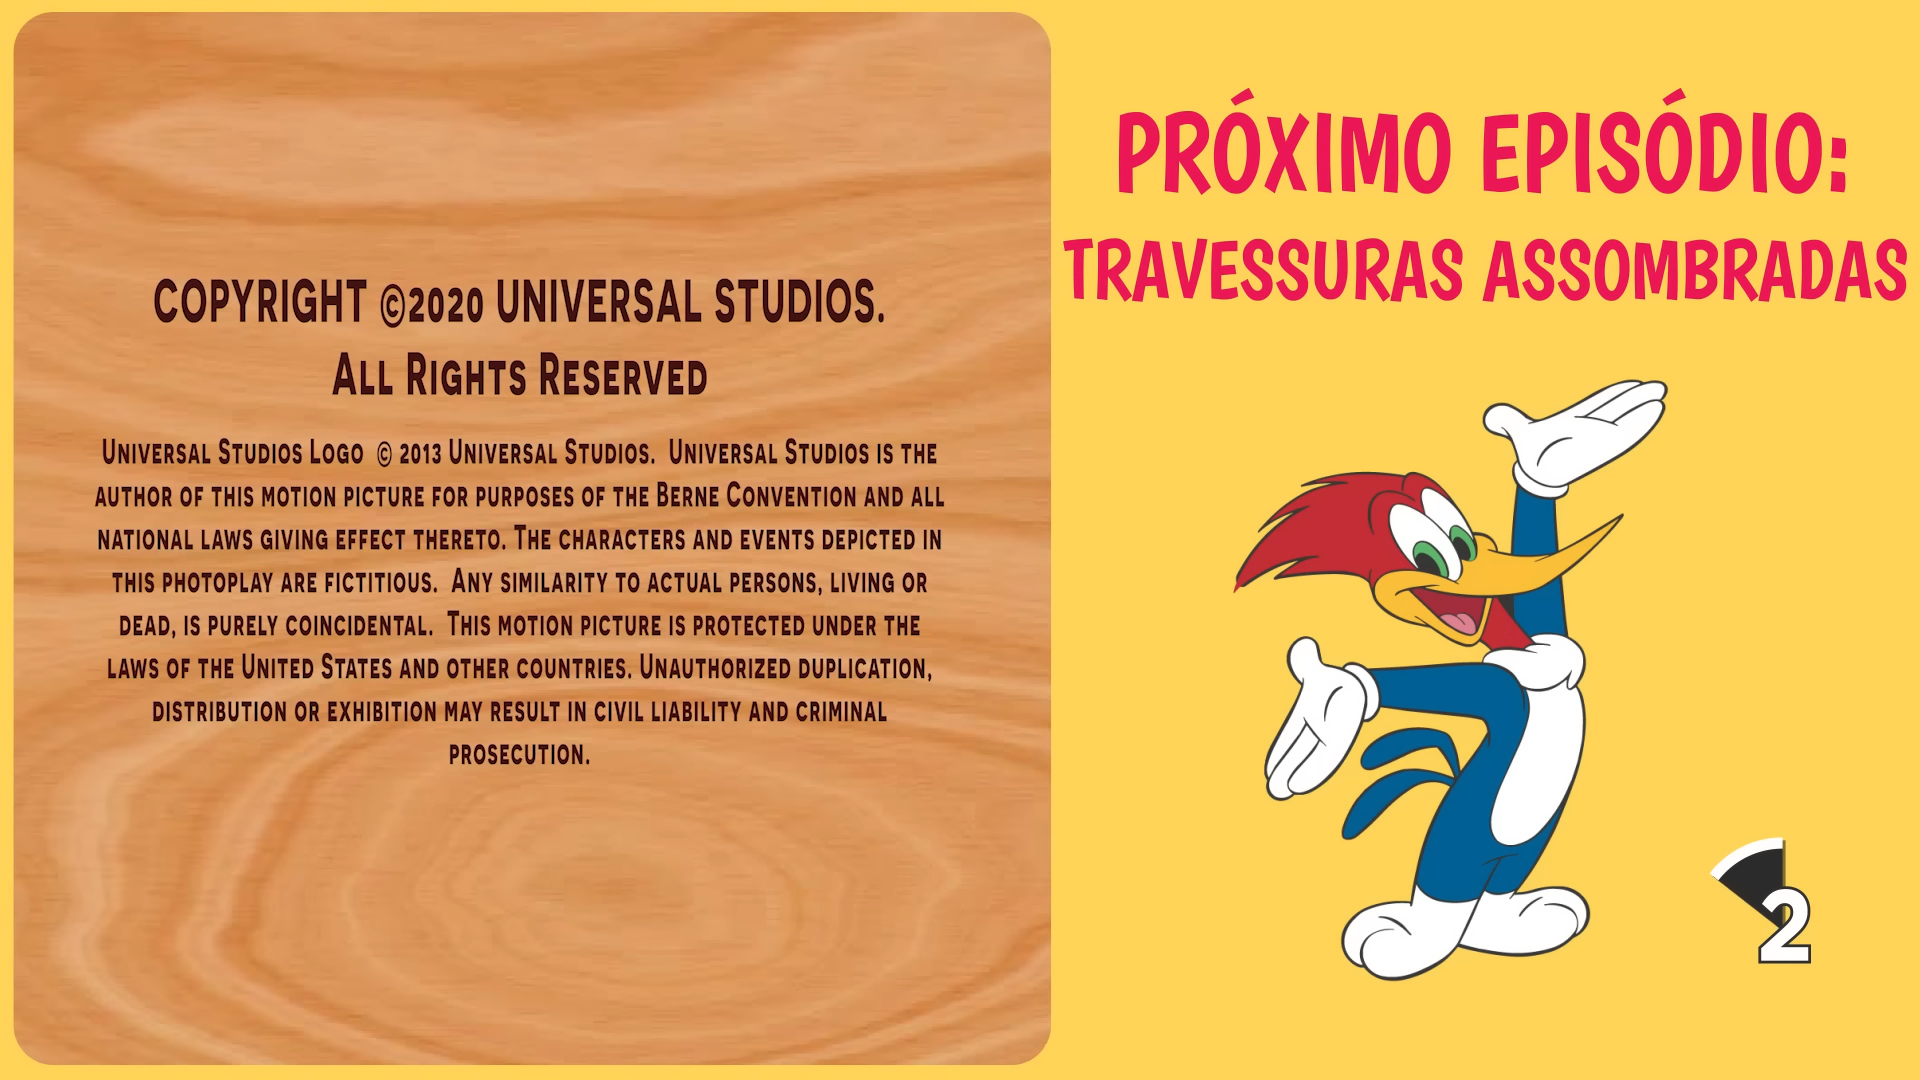 COPYRIGHT ©2020 UNIVERSAL STUDIOS.
ALL RIGHTS RESERVED
UNIVERSAL STUDIOS LOGO © 2013 UNIVERSAL STUDIOS. UNIVERSAL STUDIOS IS THE
AUTHOR OF THIS MOTION PICTURE FOR PURPOSES OF THE BERNE CONVENTION AND ALL
NATIONAL LAWS GIVING EFFECT THERETO. THE CHARACTERS AND EVENTS DEPICTED IN
THIS PHOTOPLAY ARE FICTITIOUS. ANY SIMILARITY TO ACTUAL PERSONS, LIVING OR
DEAD, IS PURELY COINCIDENTAL. THIS MOTION PICTURE IS PROTECTED UNDER THE
LAWS OF THE UNITED STATES AND OTHER COUNTRIES. UNAUTHORIZED DUPLICATION,
DISTRIBUTION OR EXHIBITION MAY RESULT IN CIVIL LIABILITY AND CRIMINAL
PROSECUTION.
PRÓXIMO EPISÓDIO:
TRAVESSURAS ASSOMBRADAS
2